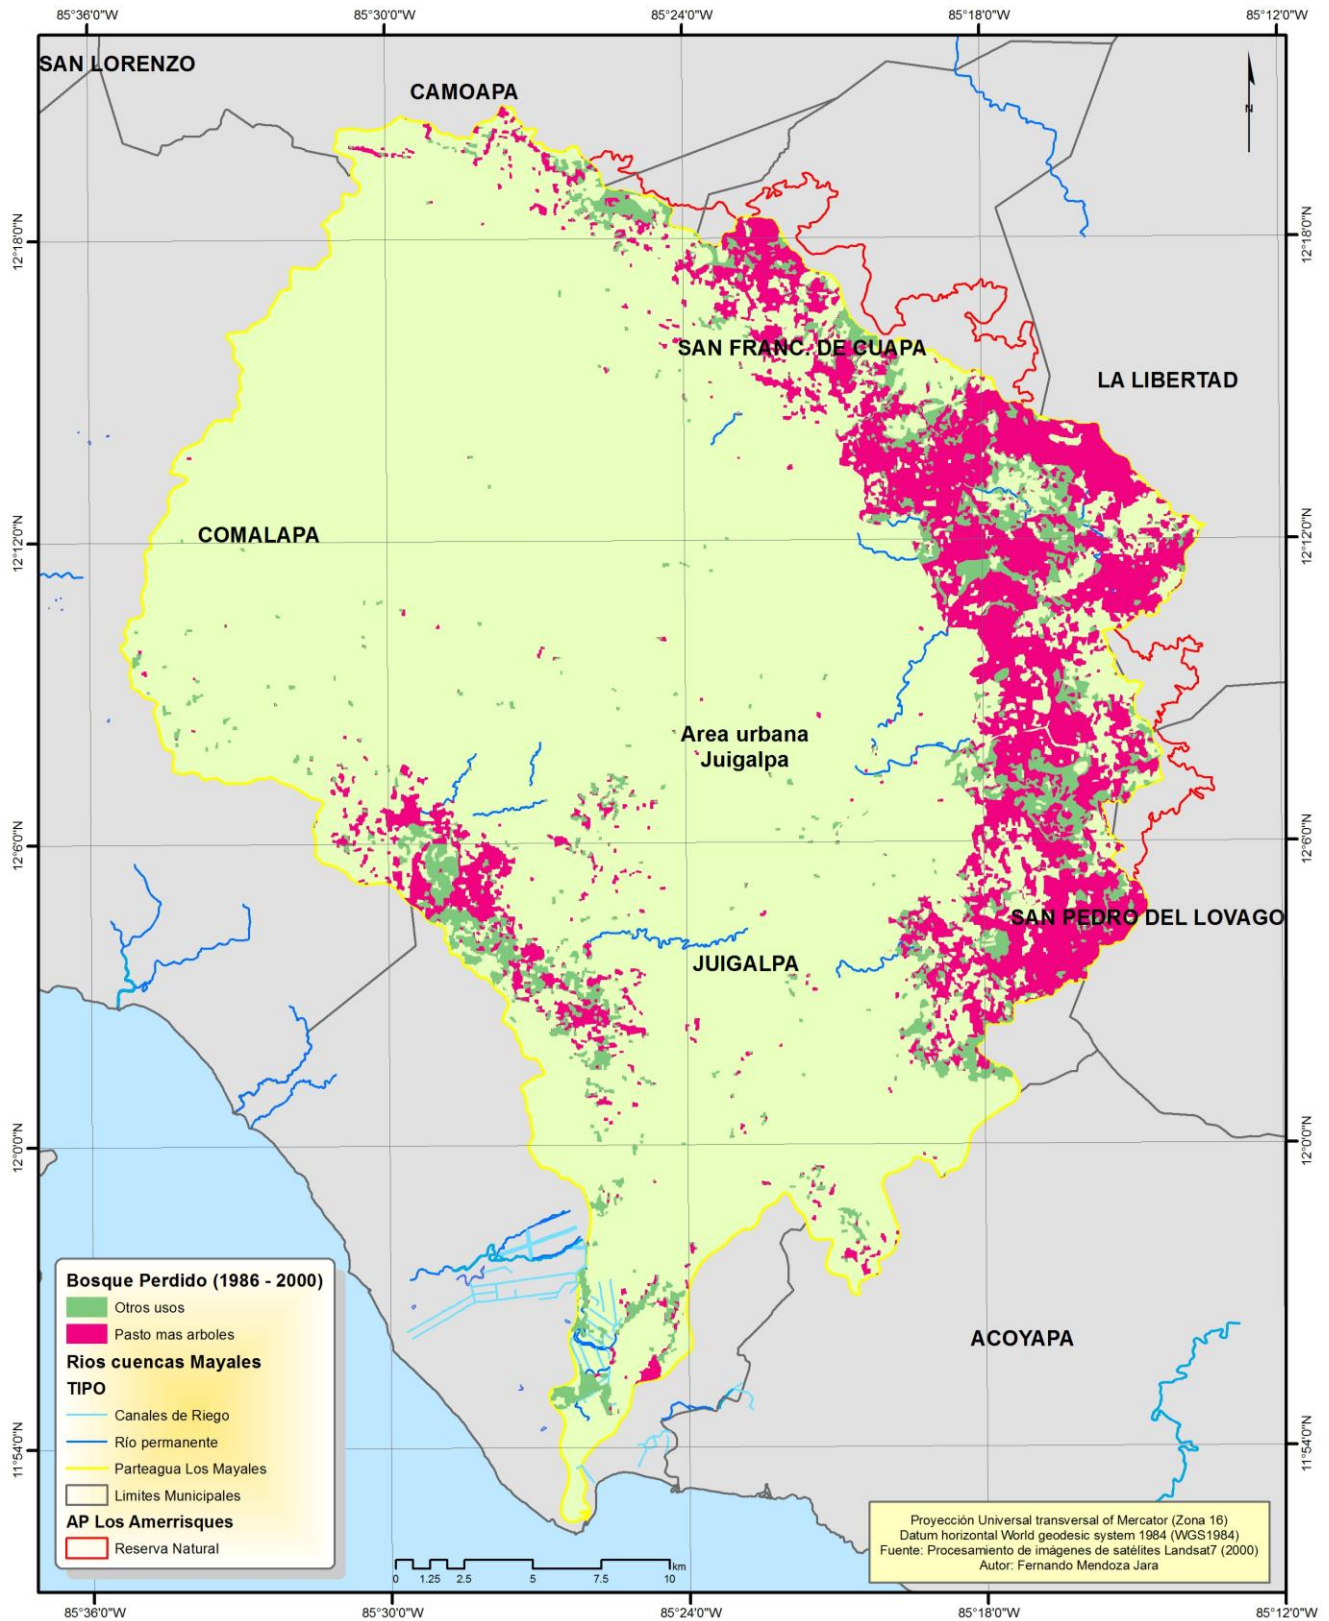 85°36'0"W
85°30'0"W
85°24'0"W
85°18'0"W
85°12'0"W
SAN LORENZO
CAMOAPA
N
12°18'0"N
12°18'0"N
SAN FRANC. DE CUAPA
LA LIBERTAD
COMALAPA
12°12'0"N
12°12'0"N
Area urbana
Juigalpa
12°6'0"N
12°6'0"N
SAN PEDRO DEL LOVAGO
JUIGALPA
12°0'0"N
12°0'0"N
ACOYAPA
11°54'0"N
11°54'0"N
Bosque Perdido (1986 - 2000)
Otros usos
Pasto mas arboles
Rios cuencas Mayales
TIPO
Canales de Riego
Río permanente
Parteagua Los Mayales
Limites Municipales
AP Los Amerrisques
Reserva Natural
km
0 1.25 2.5 5 7.5 10
Proyección Universal transversal of Mercator (Zona 16)
Datum horizontal World geodesic system 1984 (WGS1984)
Fuente: Procesamiento de imágenes de satélites Landsat7 (2000)
Autor: Fernando Mendoza Jara
85°36'0"W
85°30'0"W
85°24'0"W
85°18'0"W
85°12'0"W